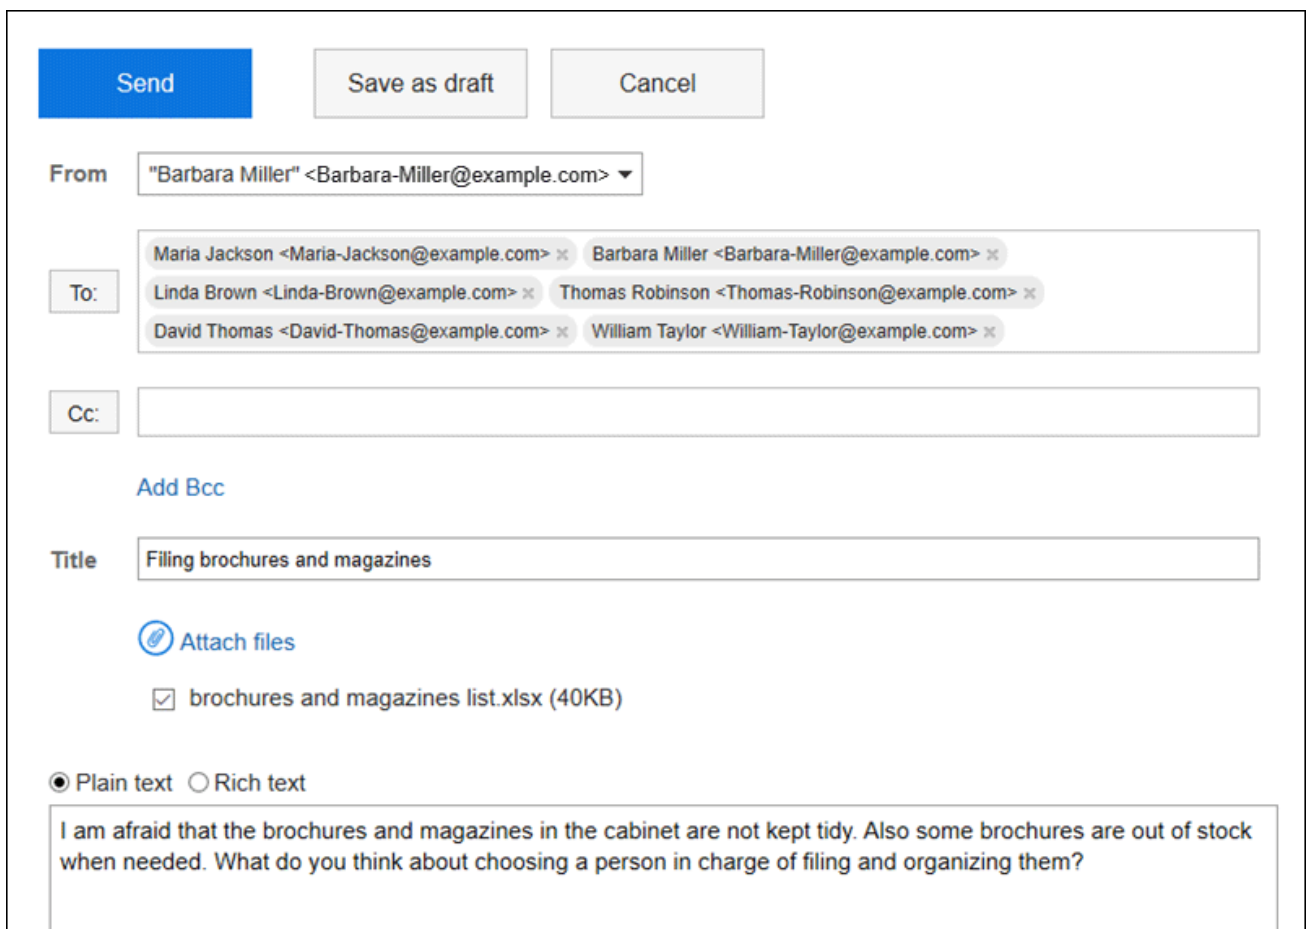 Send Save as draft Cancel
From "Barbara Miller" <Barbara-Miller@example.com>
Maria Jackson <Maria-Jackson@example.com> × Barbara Miller <Barbara-Miller@example.com> ×
To: Linda Brown <Linda-Brown@example.com> × Thomas Robinson <Thomas-Robinson@example.com> ×
David Thomas <David-Thomas@example.com> × William Taylor <William-Taylor@example.com> ×
Cc:
Add Bcc
Title Filing brochures and magazines
Attach files
brochures and magazines list.xlsx (40KB)
Plain text Rich text
I am afraid that the brochures and magazines in the cabinet are not kept tidy. Also some brochures are out of stock
when needed. What do you think about choosing a person in charge of filing and organizing them?